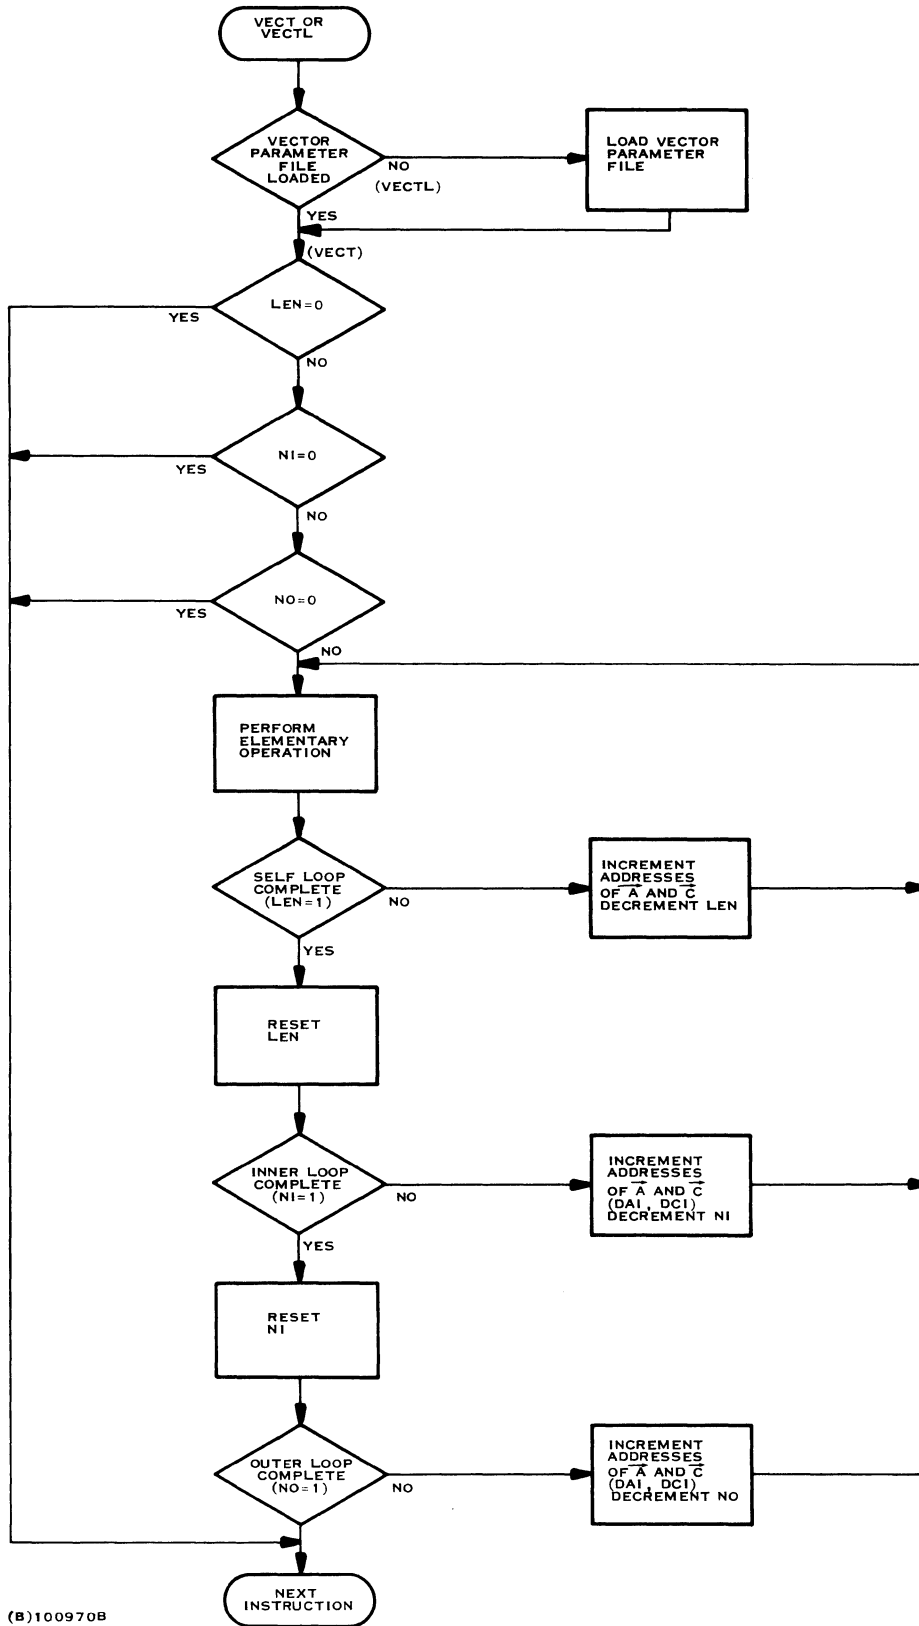 VECT OR
VECTL
VECTOR
PARAMETER
FILE
LOADED
NO
(VECTL)
LOAD VECTOR
PARAMETER
FILE
YES
(VECT)
LEN=0
YES
NO
NI=0
YES
NO
NO=0
YES
NO
PERFORM
ELEMENTARY
OPERATION
SELF LOOP
COMPLETE
(LEN=1)
NO
INCREMENT
ADDRESSES
OF A AND C
DECREMENT LEN
YES
RESET
LEN
INNER LOOP
COMPLETE
(NI=1)
NO
INCREMENT
ADDRESSES
OF A AND C
(DAI, DCI)
DECREMENT NI
YES
RESET
NI
OUTER LOOP
COMPLETE
(NO=1)
NO
INCREMENT
ADDRESSES
OF A AND C
(DAI, DCI)
DECREMENT NO
NEXT
INSTRUCTION
(B)100970B